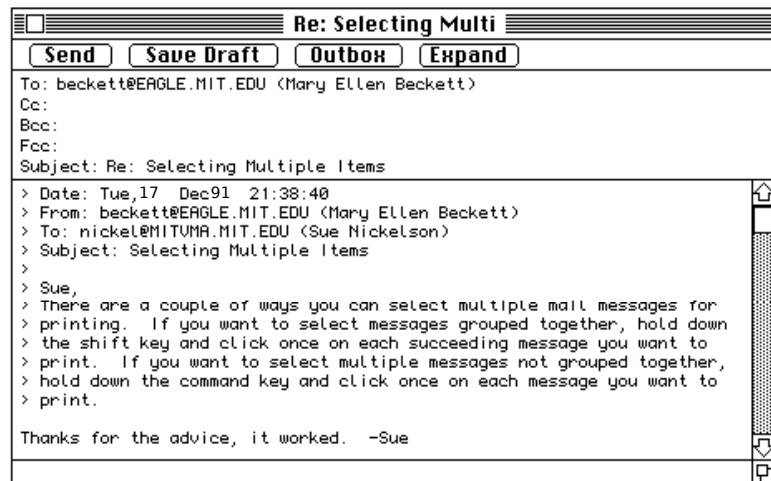 Re: Selecting Multi
Send Save Draft Outbox Expand
To: beckett@EAGLE.MIT.EDU (Mary Ellen Beckett)
Cc:
Bcc:
Fcc:
Subject: Re: Selecting Multiple Items
> Date: Tue,17 Dec91 21:38:40
> From: beckett@EAGLE.MIT.EDU (Mary Ellen Beckett)
> To: nickel@MITVMA.MIT.EDU (Sue Nickelson)
> Subject: Selecting Multiple Items
>
> Sue,
> There are a couple of ways you can select multiple mail messages for
> printing. If you want to select messages grouped together, hold down
> the shift key and click once on each succeeding message you want to
> print. If you want to select multiple messages not grouped together,
> hold down the command key and click once on each message you want to
> print.
Thanks for the advice, it worked. -Sue